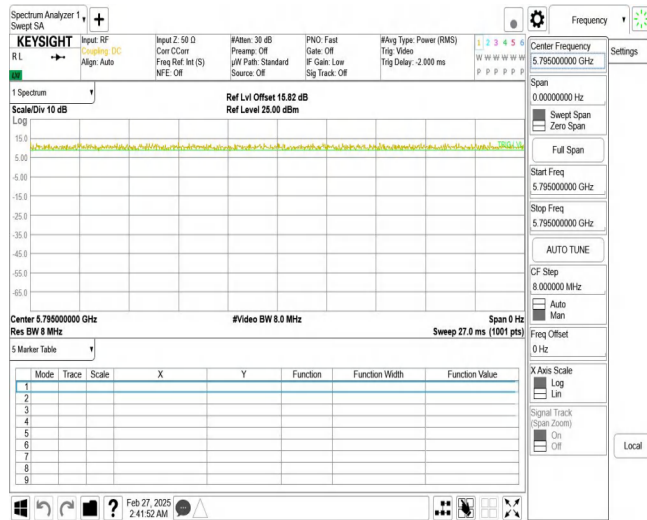 Spectrum Analyzer 1
Swept SA
Frequency
KEYSIGHT
R L
Input: RF
Coupling: DC
Align: Auto
Input Z: 50 Ω
Corr CCorr
Freq Ref: Int (S)
NFE: Off
#Atten: 30 dB
Preamp: Off
µW Path: Standard
Source: Off
PNO: Fast
Gate: Off
IF Gain: Low
Sig Track: Off
#Avg Type: Power (RMS)
Trig: Video
Trig Delay: -2.000 ms
1 2 3 4 5 6
W W W W W W
P P P P P P
1 Spectrum
Scale/Div 10 dB
Log
Ref Lvl Offset 15.82 dB
Ref Level 25.00 dBm
TRIG LVL
15.0
5.00
-5.00
-15.0
-25.0
-35.0
-45.0
-55.0
-65.0
Center 5.795000000 GHz
Res BW 8 MHz
#Video BW 8.0 MHz
Span 0 Hz
Sweep 27.0 ms (1001 pts)
5 Marker Table
Mode Trace Scale X Y Function Function Width Function Value
1
2
3
4
5
6
7
8
9
Feb 27, 2025
2:41:52 AM
Center Frequency
5.795000000 GHz
Span
0.00000000 Hz
Swept Span
Zero Span
Full Span
Start Freq
5.795000000 GHz
Stop Freq
5.795000000 GHz
AUTO TUNE
CF Step
8.000000 MHz
Auto
Man
Freq Offset
0 Hz
X Axis Scale
Log
Lin
Signal Track
(Span Zoom)
On
Off
Settings
Local